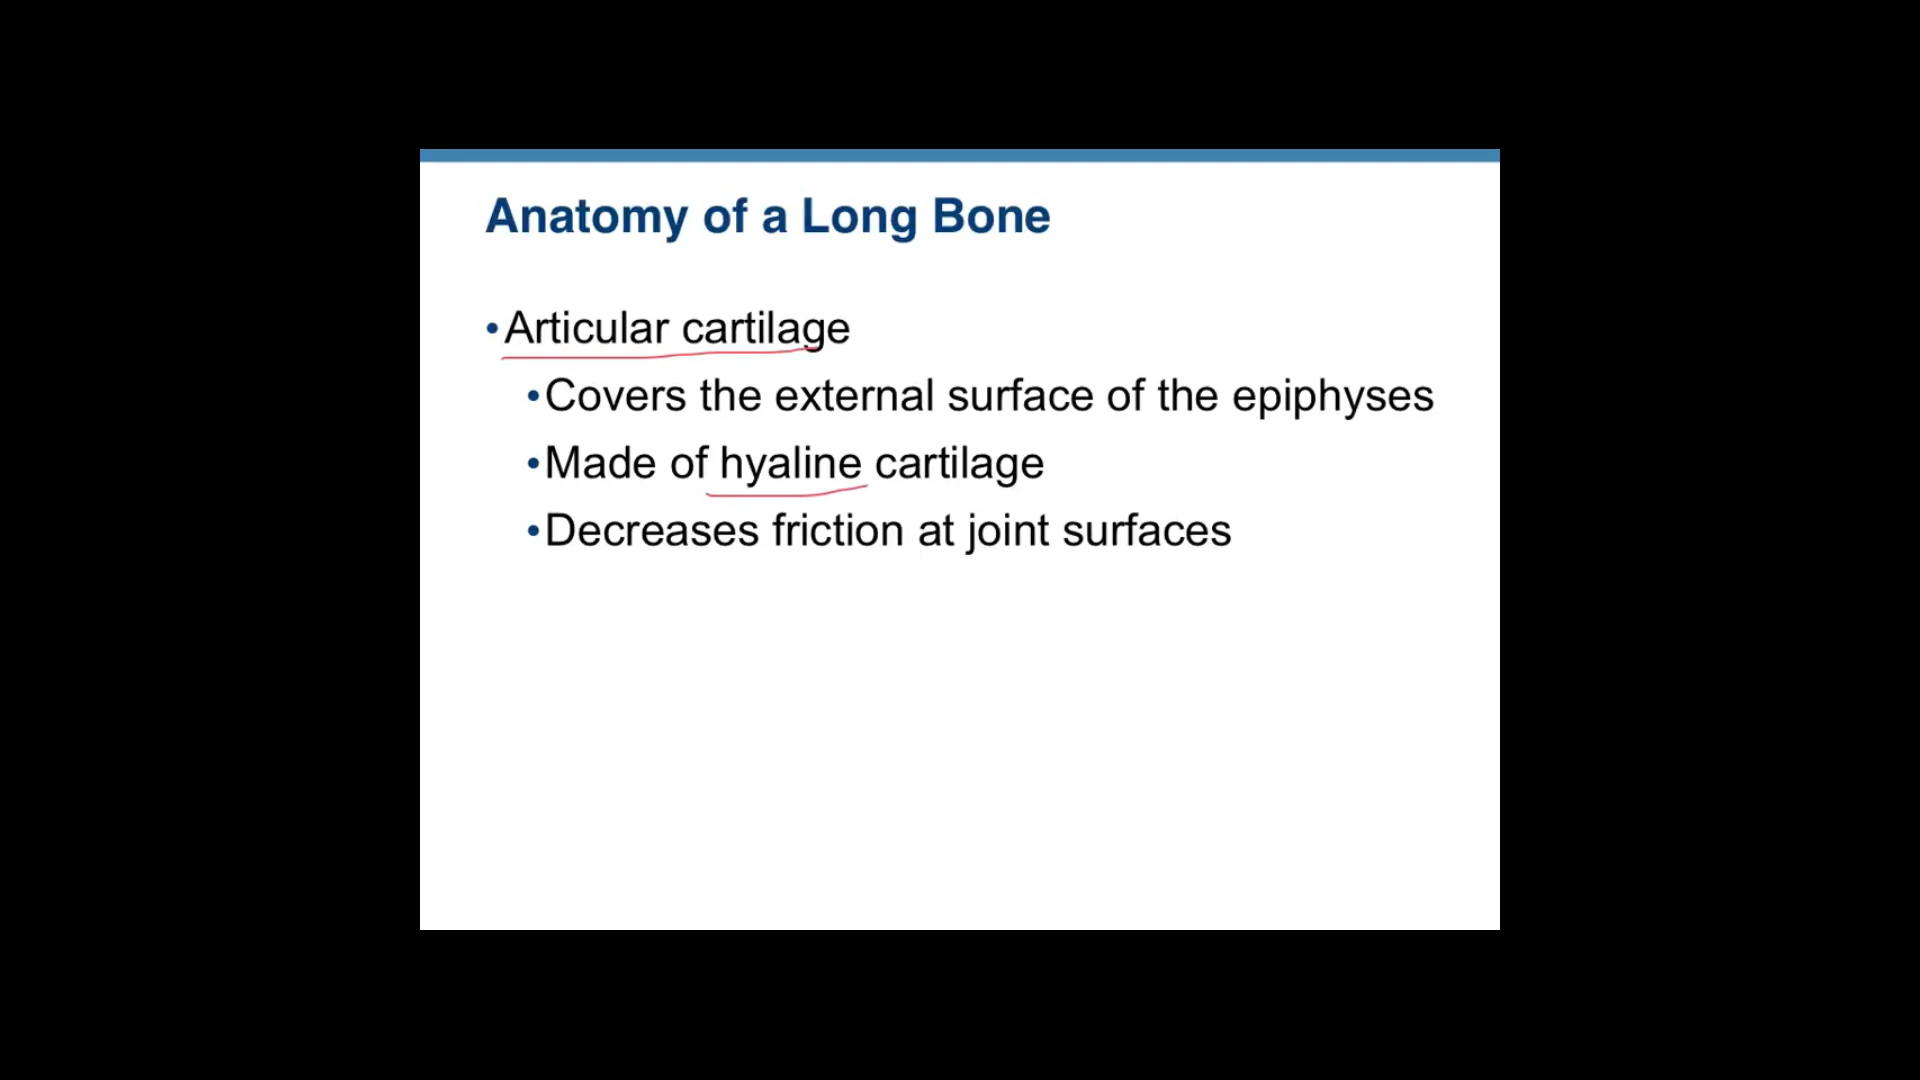 Anatomy of a Long Bone
•Articular cartilage
•Covers the external surface of the epiphyses
•Made of hyaline cartilage
•Decreases friction at joint surfaces